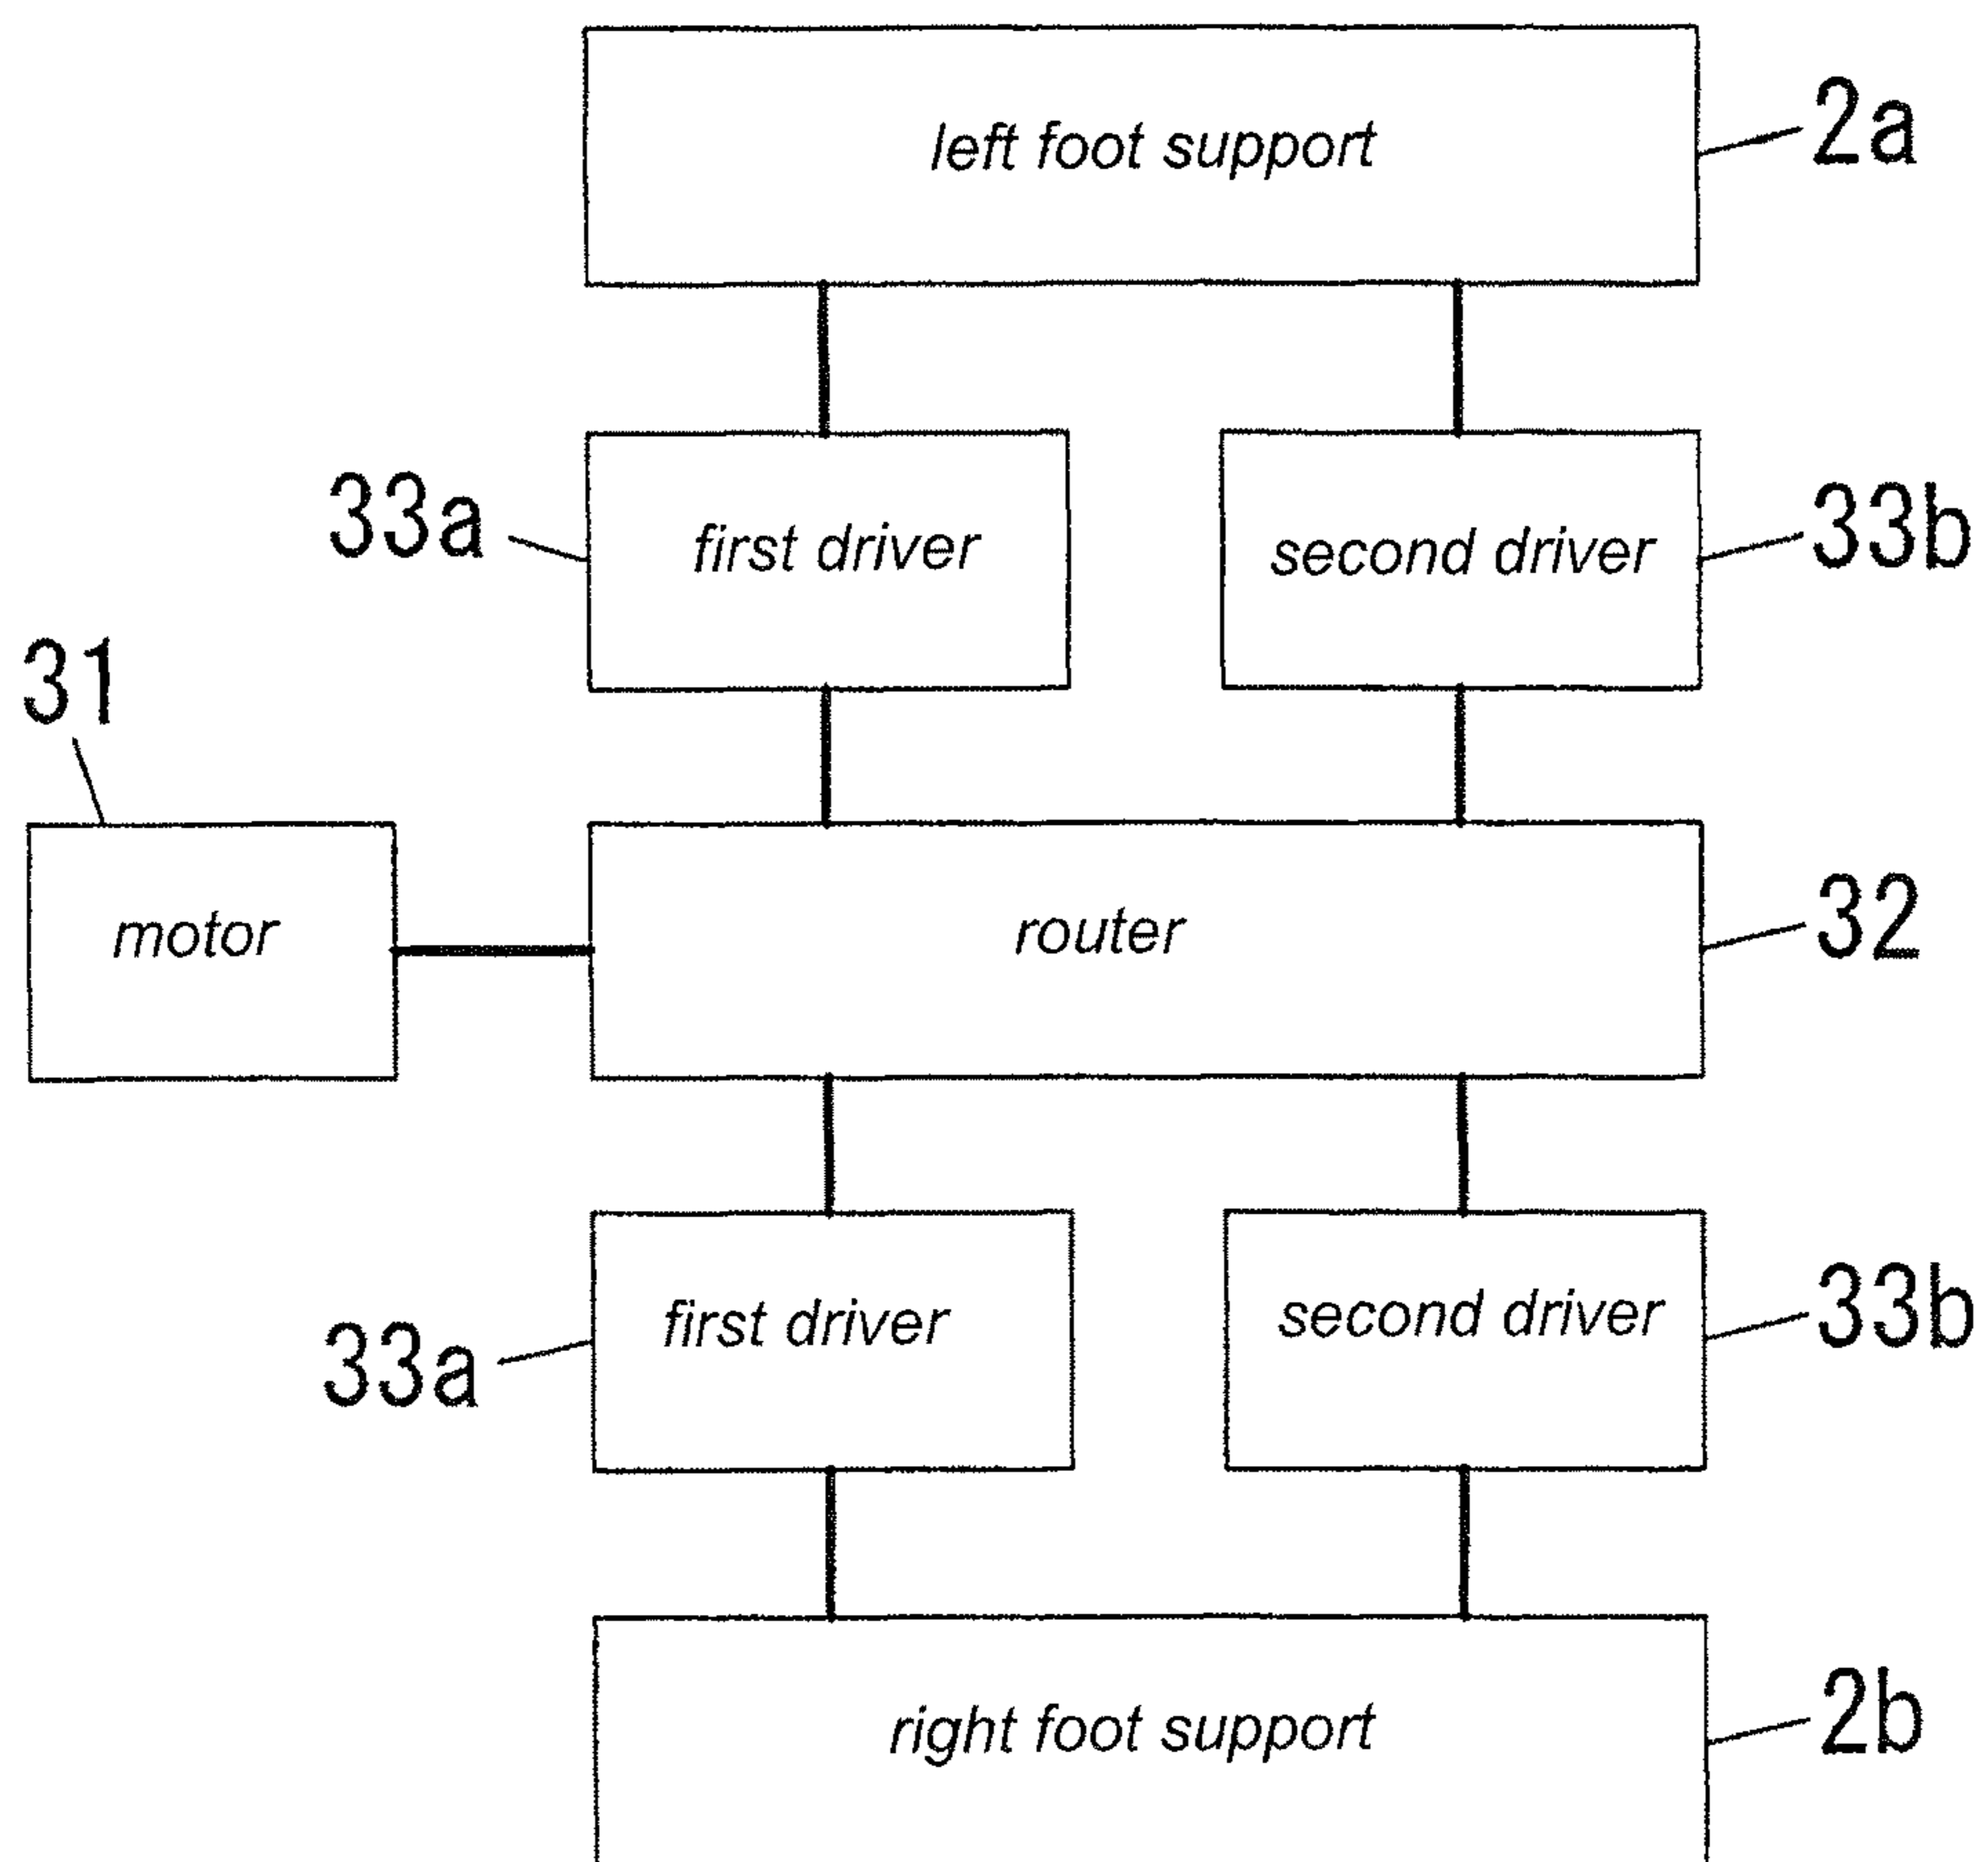 left foot support
2a
33a
first driver
second driver
33b
31
motor
router
32
33a
first driver
second driver
33b
right foot support
2b